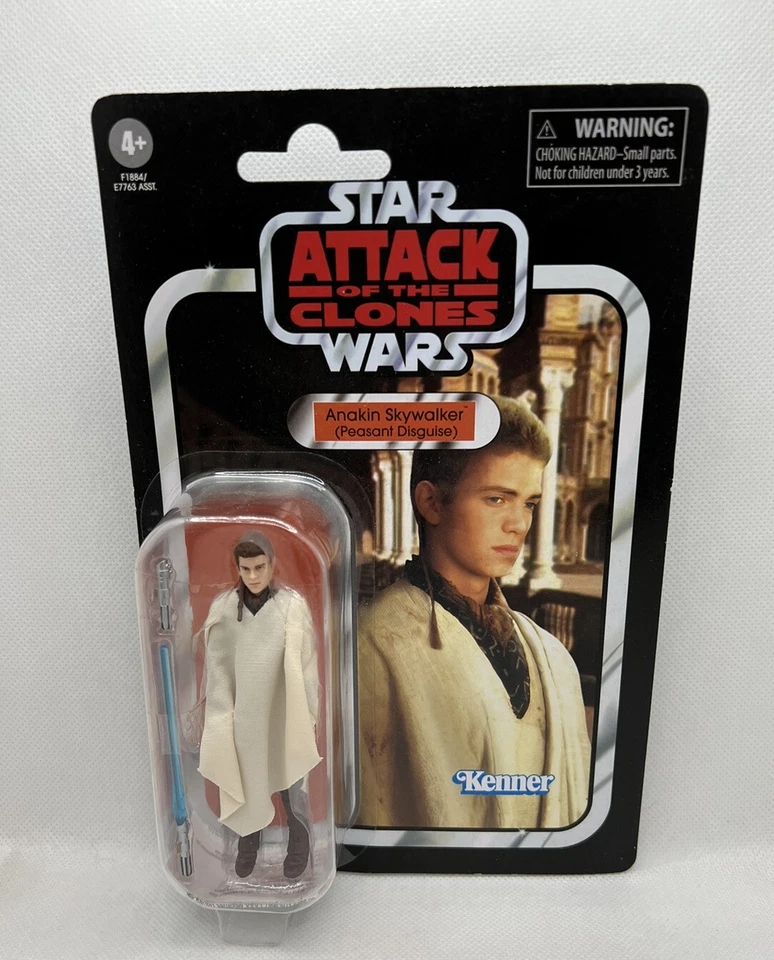 4+
F1884/
E7763 ASST.
WARNING:
CHOKING HAZARD–Small parts.
Not for children under 3 years.
STAR
ATTACK
OF THE
CLONES
WARS
Anakin Skywalker™
(Peasant Disguise)
Kenner